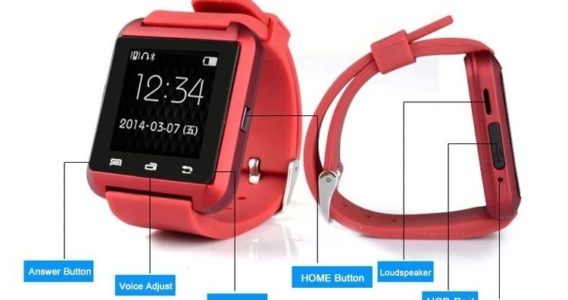 12:34
2014-03-07 (五)
Answer Button
Voice Adjust
HOME Button
Loudspeaker